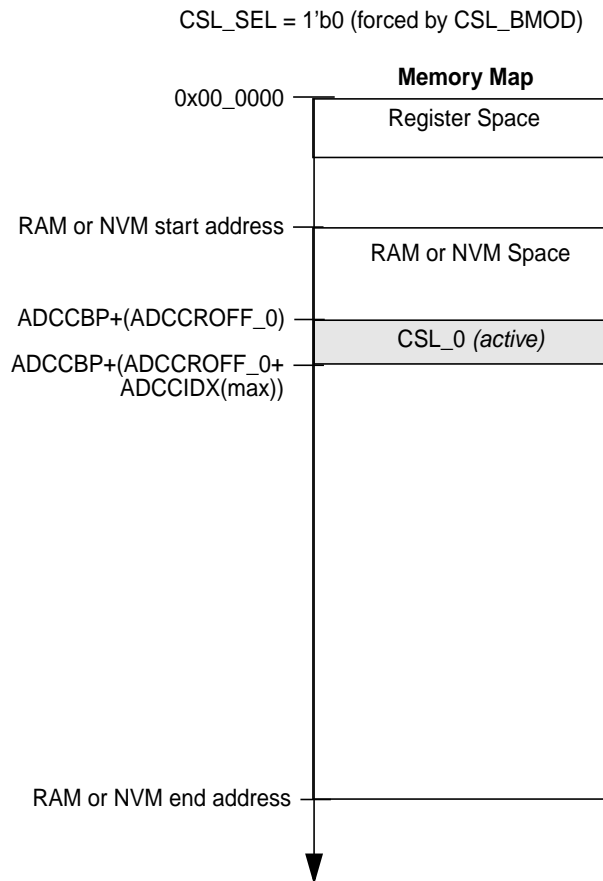 CSL_SEL = 1'b0 (forced by CSL_BMOD)
Memory Map
0x00_0000
Register Space
RAM or NVM start address
RAM or NVM Space
ADCCBP+(ADCCROFF_0)
CSL_0 (active)
ADCCBP+(ADCCROFF_0+
ADCCIDX(max))
RAM or NVM end address